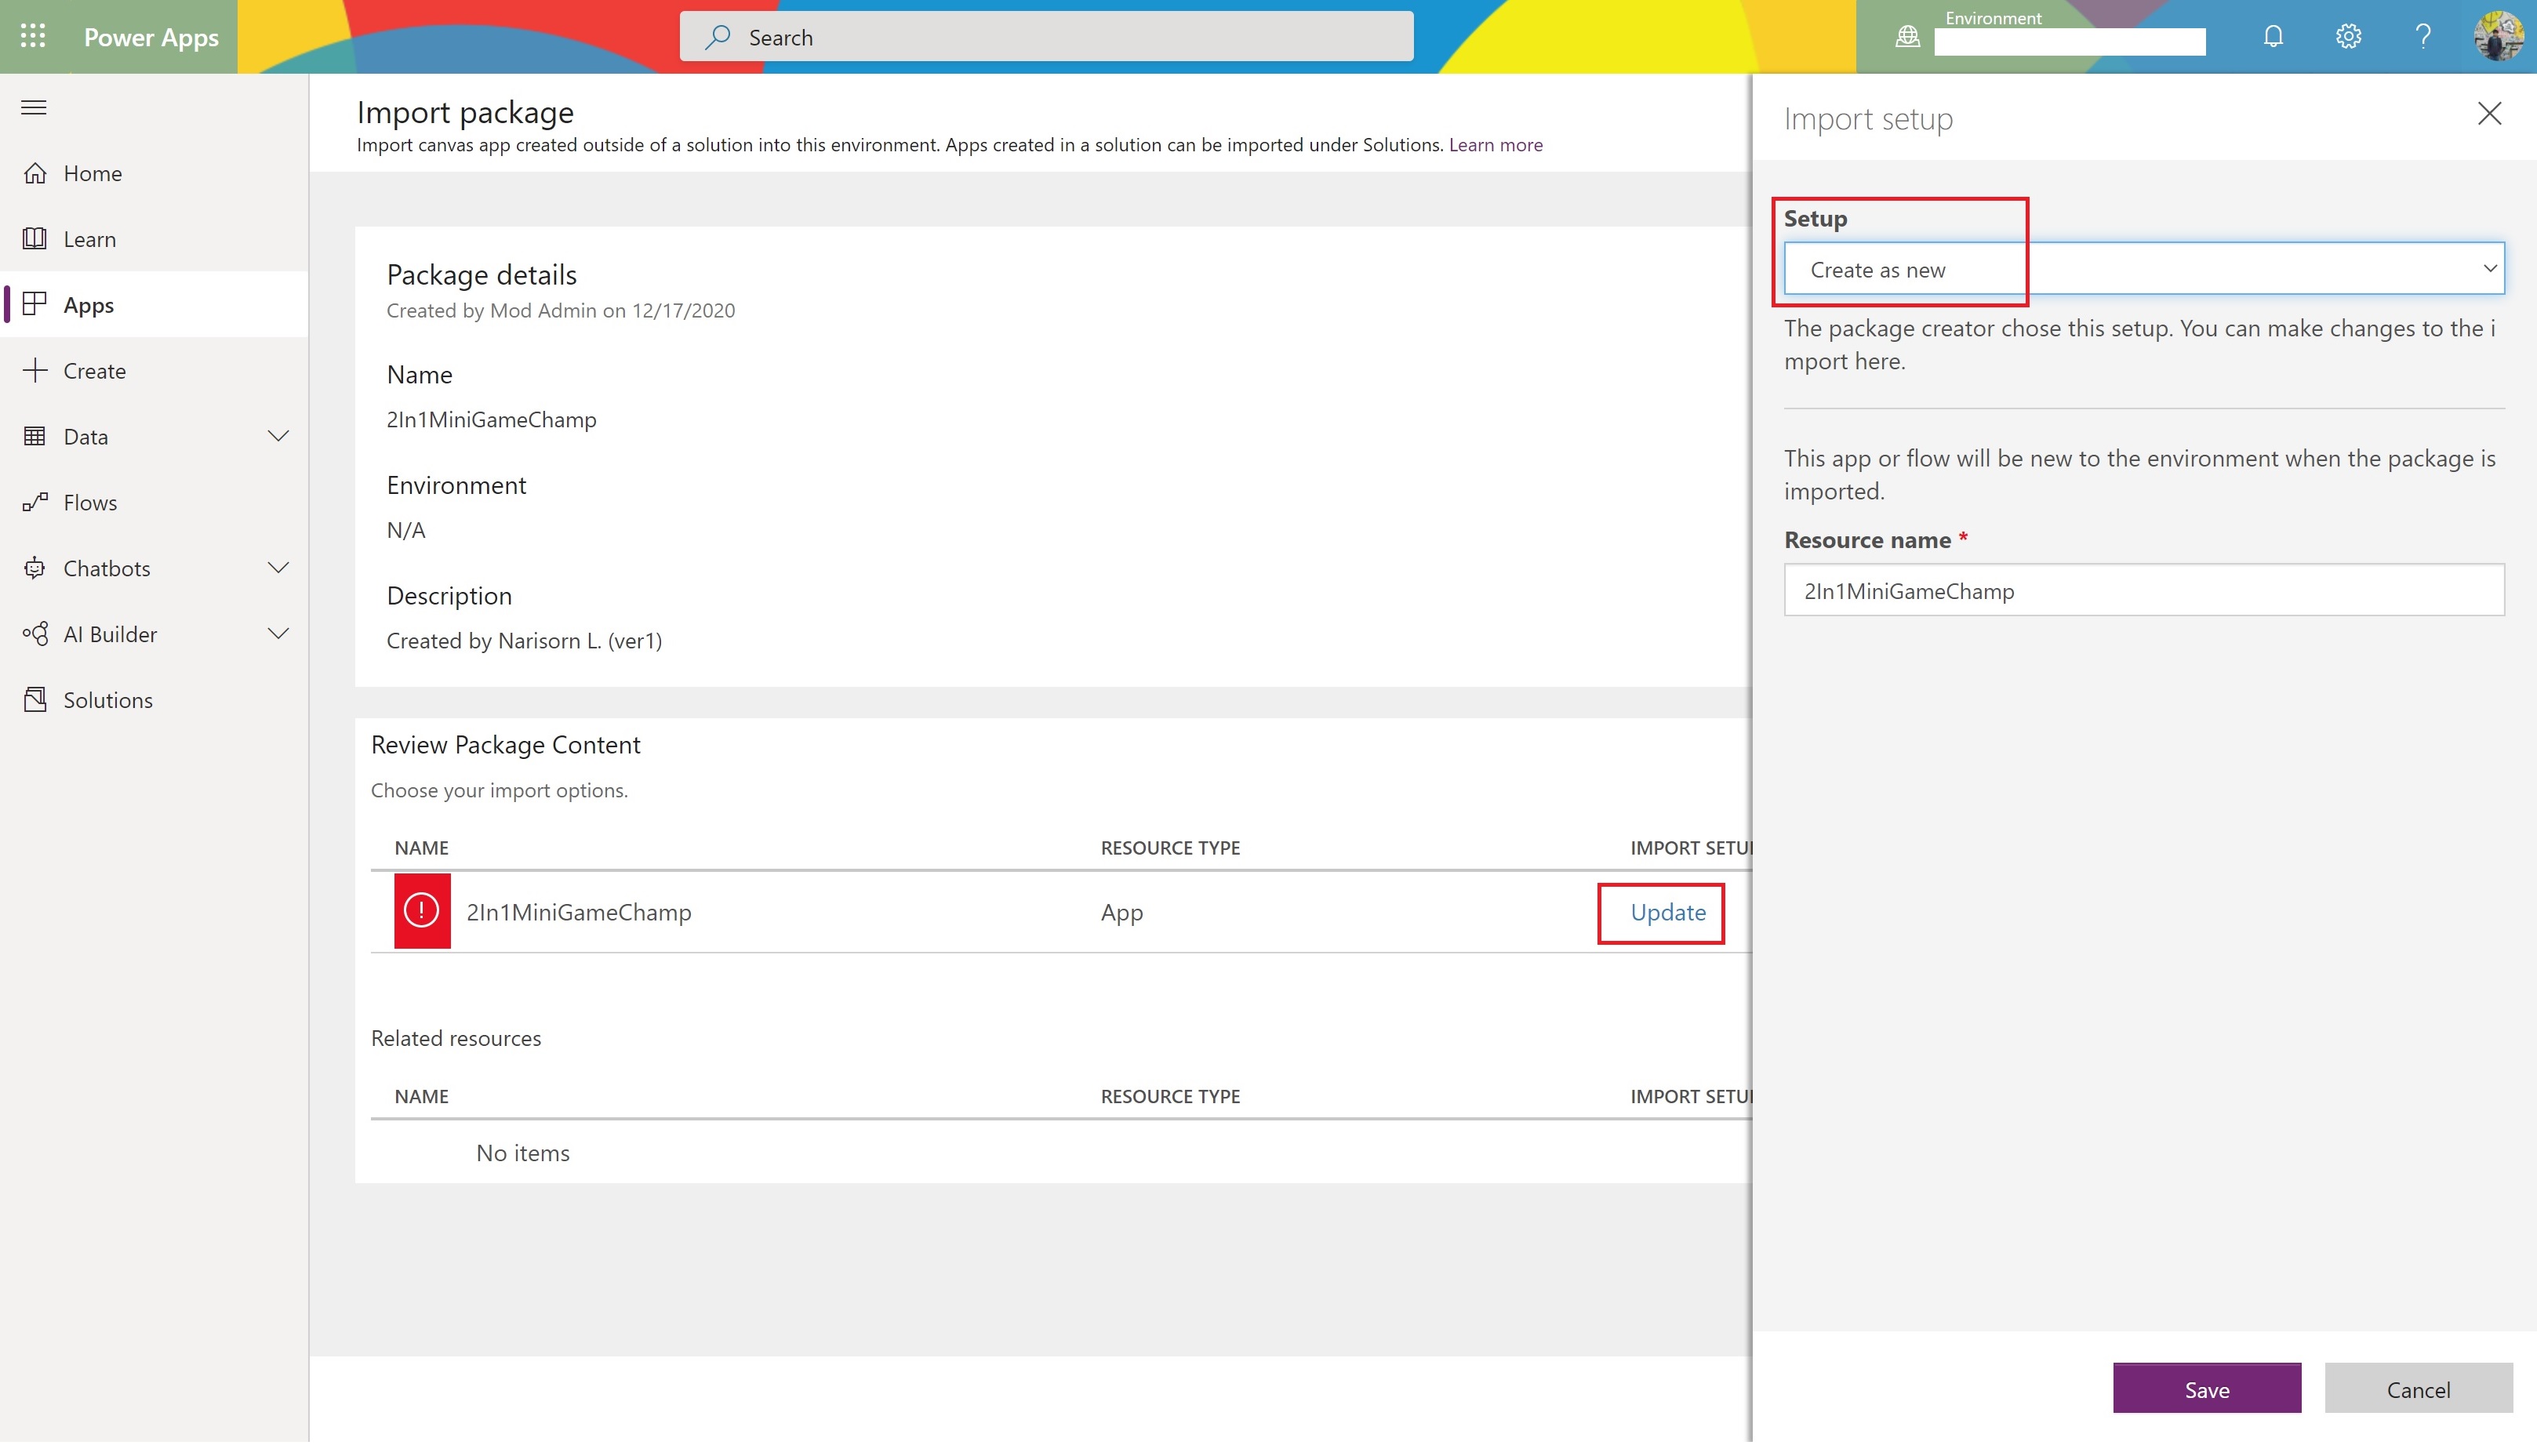 Power Apps
Search
Environment
Home
Learn
Apps
Create
Data
Flows
Chatbots
AI Builder
Solutions
Import package
Import canvas app created outside of a solution into this environment. Apps created in a solution can be imported under Solutions. Learn more
Package details
Created by Mod Admin on 12/17/2020
Name
2In1MiniGameChamp
Environment
N/A
Description
Created by Narisorn L. (ver1)
Review Package Content
Choose your import options.
NAME RESOURCE TYPE IMPORT SETU
2In1MiniGameChamp App Update
Related resources
NAME RESOURCE TYPE IMPORT SETU
No items
Import setup
Setup
Create as new
The package creator chose this setup. You can make changes to the i
mport here.
This app or flow will be new to the environment when the package is
imported.
Resource name *
2In1MiniGameChamp
Save Cancel